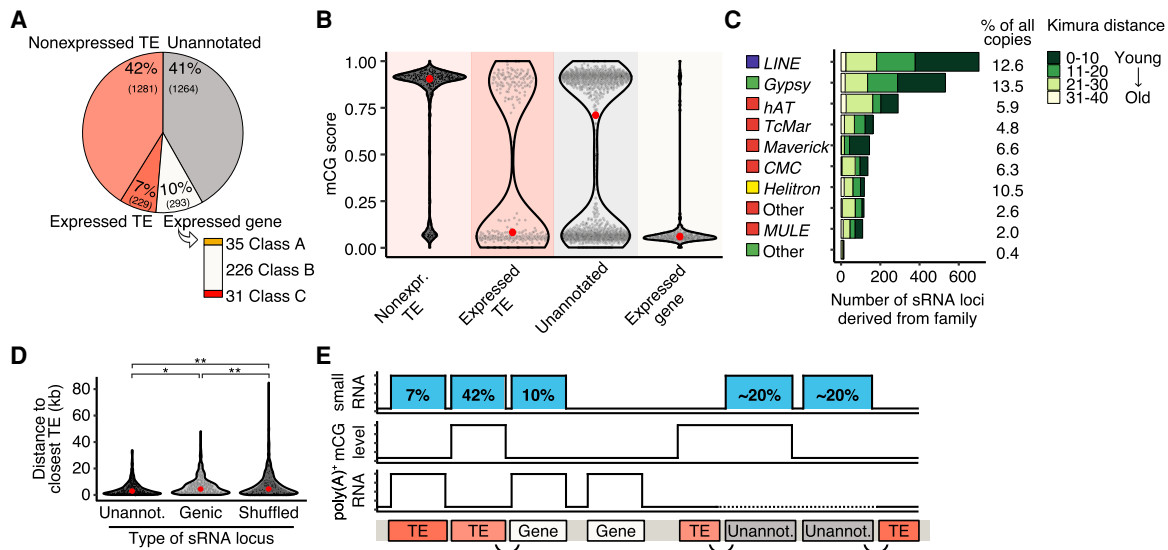 A
Nonexpressed TE
Unannotated
42%
(1281)
41%
(1264)
7%
(229)
10%
(293)
Expressed TE
Expressed gene
35 Class A
226 Class B
31 Class C
B
mCG score
1.00
0.75
0.50
0.25
0.00
Nonexpr.
TE
Expressed
TE
Unannotated
Expressed
gene
C
% of all
copies
Kimura distance
0-10
11-20
21-30
31-40
Young
↓
Old
LINE
12.6
Gypsy
13.5
hAT
5.9
TcMar
4.8
Maverick
6.6
CMC
6.3
Helitron
10.5
Other
2.6
MULE
2.0
Other
0.4
0
200
400
600
Number of sRNA loci
derived from family
D
Distance to
closest TE (kb)
80
60
40
20
0
**
*
**
Unannot.
Genic
Shuffled
Type of sRNA locus
E
small
RNA
7%
42%
10%
~20%
~20%
mCG
level
poly(A)+
RNA
TE
TE
Gene
Gene
TE
Unannot.
Unannot.
TE